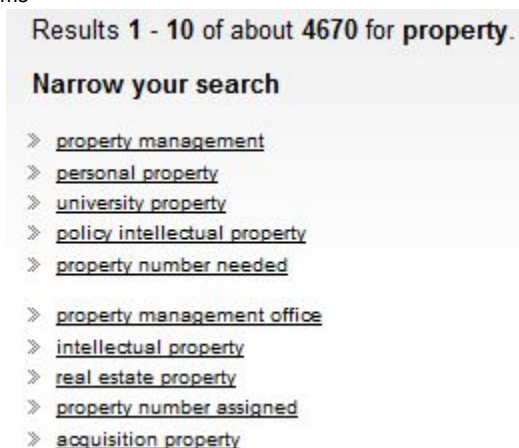 Results 1 - 10 of about 4670 for property.
Narrow your search
» property management
» personal property
» university property
» policy intellectual property
» property number needed
» property management office
» intellectual property
» real estate property
» property number assigned
» acquisition property